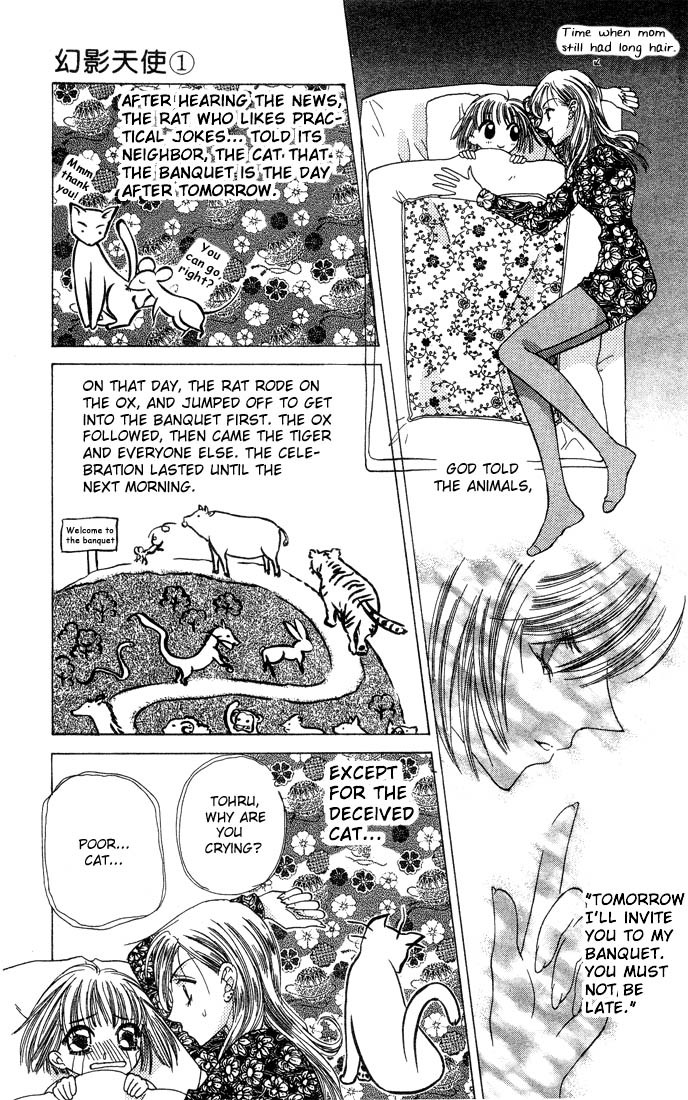 Time when mom
still had long hair.
GOD TOLD
THE ANIMALS,
"TOMORROW
I'LL INVITE
YOU TO MY
BANQUET.
YOU MUST
NOT BE
LATE."
幻影天使①
AFTER HEARING THE NEWS,
THE RAT WHO LIKES PRAC-
TICAL JOKES... TOLD ITS
NEIGHBOR, THE CAT THAT
THE BANQUET IS THE DAY
AFTER TOMORROW.
You
can go,
right?
Mmm
thank
you!
ON THAT DAY, THE RAT RODE ON
THE OX, AND JUMPED OFF TO GET
INTO THE BANQUET FIRST. THE OX
FOLLOWED, THEN CAME THE TIGER
AND EVERYONE ELSE. THE CELE-
BRATION LASTED UNTIL THE
NEXT MORNING.
Welcome to
the banquet
EXCEPT
FOR THE
DECEIVED
CAT...
TOHRU,
WHY ARE
YOU
CRYING?
POOR...
CAT...